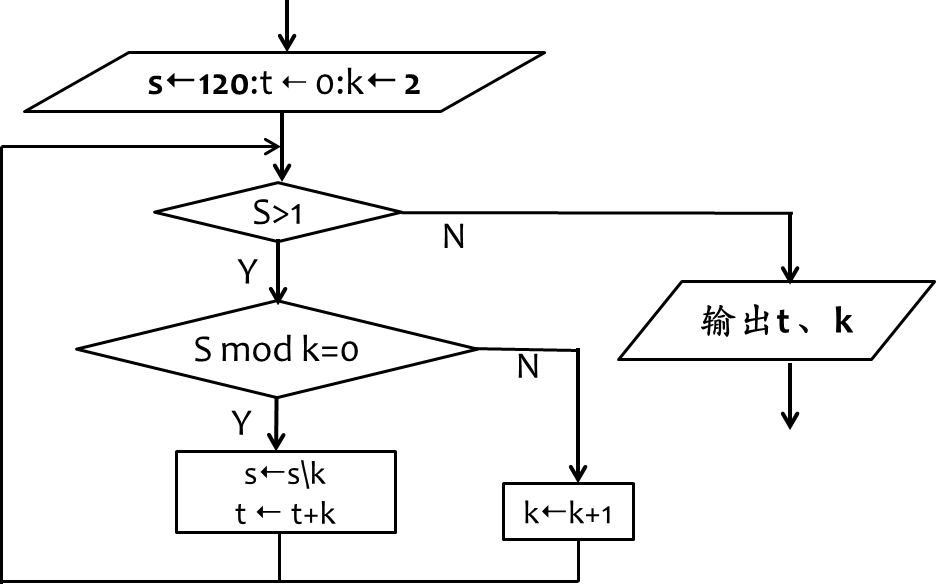 s←120:t ← 0:k← 2
S>1
N
Y
输出t、k
S mod k=0
N
Y
s←s\k
t ← t+k
k←k+1